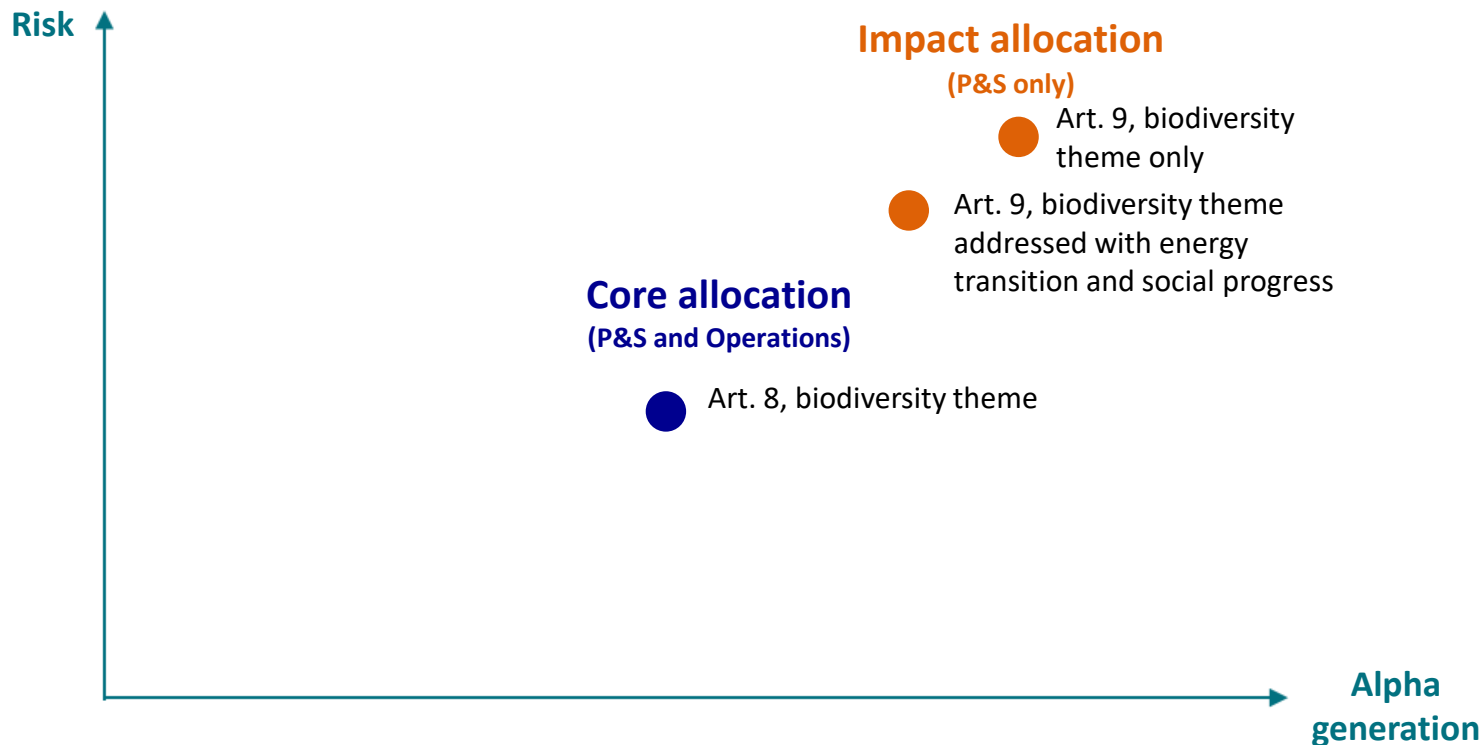 Risk
Impact allocation
(P&S only)
Art. 9, biodiversity
theme only
Art. 9, biodiversity theme
addressed with energy
transition and social progress
Core allocation
(P&S and Operations)
Art. 8, biodiversity theme
Alpha
generation